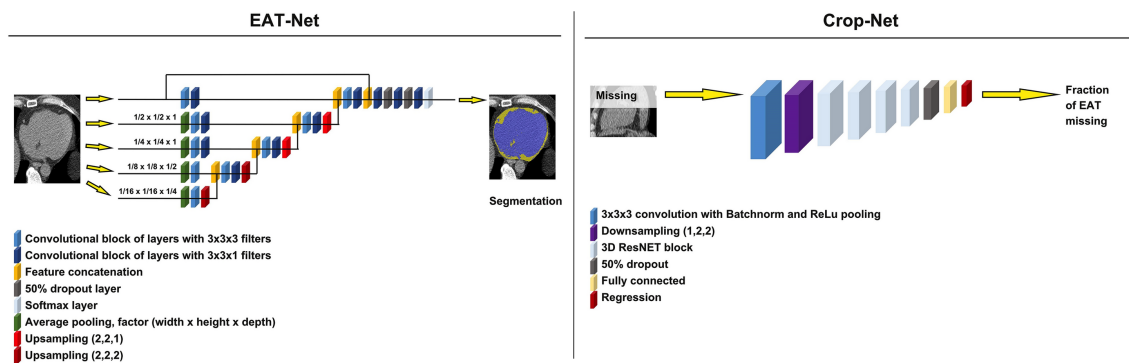 EAT-Net
1/2 x 1/2 x 1
1/4 x 1/4 x 1
1/8 x 1/8 x 1/2
1/16 x 1/16 x 1/4
Segmentation
Convolutional block of layers with 3x3x3 filters
Convolutional block of layers with 3x3x1 filters
Feature concatenation
50% dropout layer
Softmax layer
Average pooling, factor (width x height x depth)
Upsampling (2,2,1)
Upsampling (2,2,2)
Crop-Net
Missing
Fraction
of EAT
missing
3x3x3 convolution with Batchnorm and ReLu pooling
Downsampling (1,2,2)
3D ResNET block
50% dropout
Fully connected
Regression